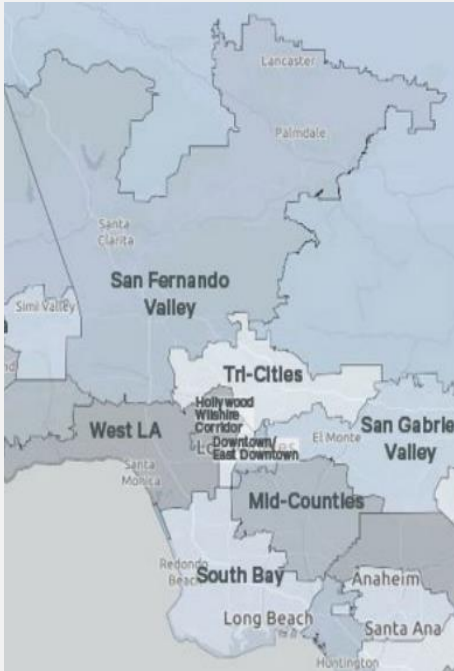 Lancaster
Palmdale
Santa
Clarita
San Fernando
Valley
Simi Valley
Tri-Cities
Hollywood
Wilshire
Corridor
West LA
Downtown/
East Downtown
El Monte
San Gabrie
Valley
Santa
Monica
Mid-Counties
Redondo
Beach
South Bay
Anaheim
Long Beach
Santa Ana
Huntington